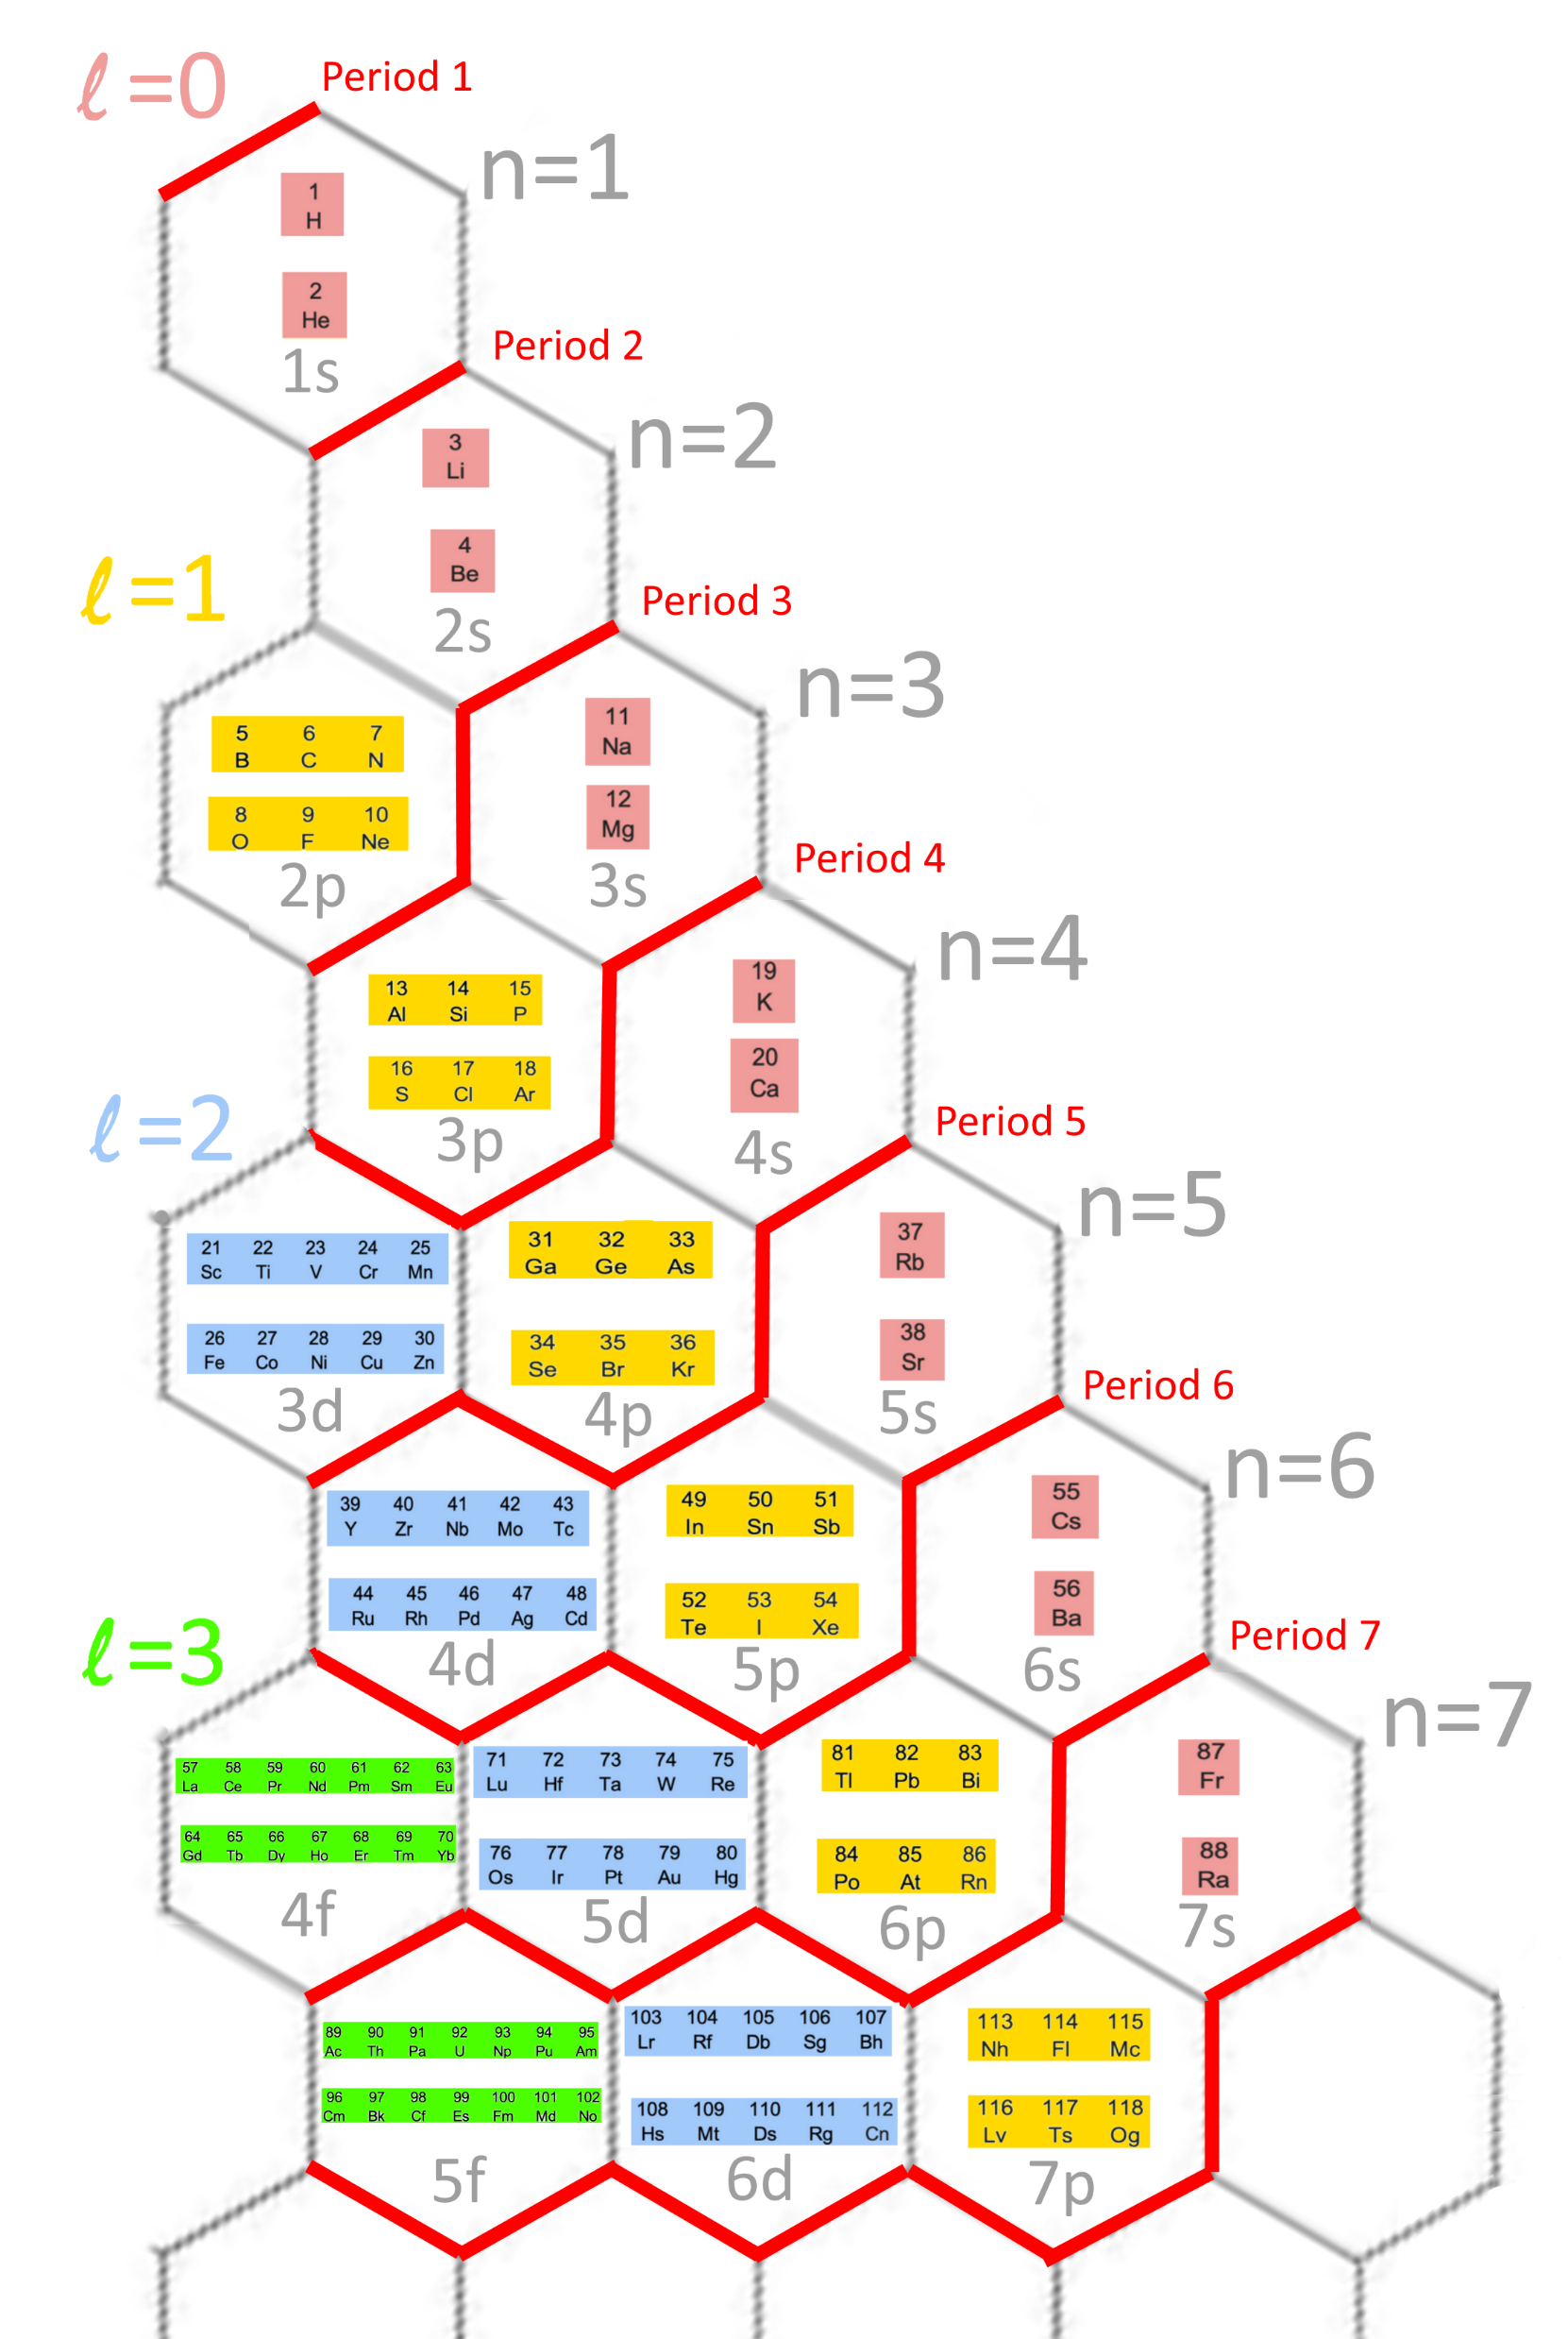 ℓ=0
Period 1
n=1
1
H
2
He
1s
Period 2
n=2
3
Li
4
Be
2s
ℓ=1
Period 3
n=3
5 6 7
B C N
8 9 10
O F Ne
2p
11
Na
12
Mg
3s
Period 4
n=4
13 14 15
Al Si P
16 17 18
S Cl Ar
3p
19
K
20
Ca
4s
ℓ=2
Period 5
n=5
21 22 23 24 25
Sc Ti V Cr Mn
26 27 28 29 30
Fe Co Ni Cu Zn
3d
31 32 33
Ga Ge As
34 35 36
Se Br Kr
4p
37
Rb
38
Sr
5s
Period 6
n=6
39 40 41 42 43
Y Zr Nb Mo Tc
44 45 46 47 48
Ru Rh Pd Ag Cd
4d
49 50 51
In Sn Sb
52 53 54
Te I Xe
5p
55
Cs
56
Ba
6s
ℓ=3
Period 7
n=7
57 58 59 60 61 62 63
La Ce Pr Nd Pm Sm Eu
64 65 66 67 68 69 70
Gd Tb Dy Ho Er Tm Yb
4f
71 72 73 74 75
Lu Hf Ta W Re
76 77 78 79 80
Os Ir Pt Au Hg
5d
81 82 83
Tl Pb Bi
84 85 86
Po At Rn
6p
87
Fr
88
Ra
7s
89 90 91 92 93 94 95
Ac Th Pa U Np Pu Am
96 97 98 99 100 101 102
Cm Bk Cf Es Fm Md No
5f
103 104 105 106 107
Lr Rf Db Sg Bh
108 109 110 111 112
Hs Mt Ds Rg Cn
6d
113 114 115
Nh Fl Mc
116 117 118
Lv Ts Og
7p